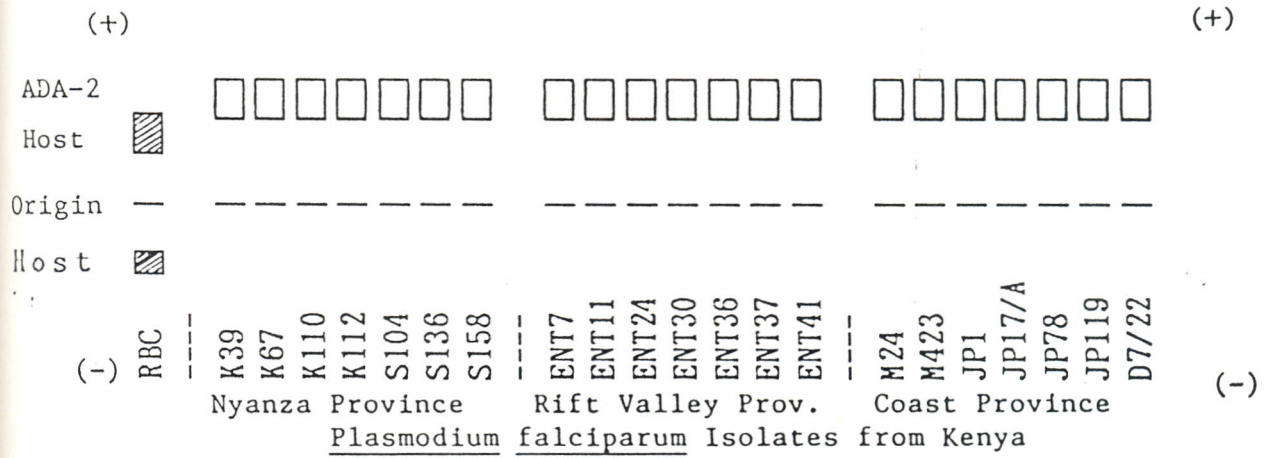 (+) (+)
ADA-2
Host
Origin
Host
(-) RBC K39 K67 K110 K112 S104 S136 S158 ENT7 ENT11 ENT24 ENT30 ENT36 ENT37 ENT41 M24 M423 JP1 JP17/A JP78 JP119 D7/22 (-)
Nyanza Province Rift Valley Prov. Coast Province
Plasmodium falciparum Isolates from Kenya